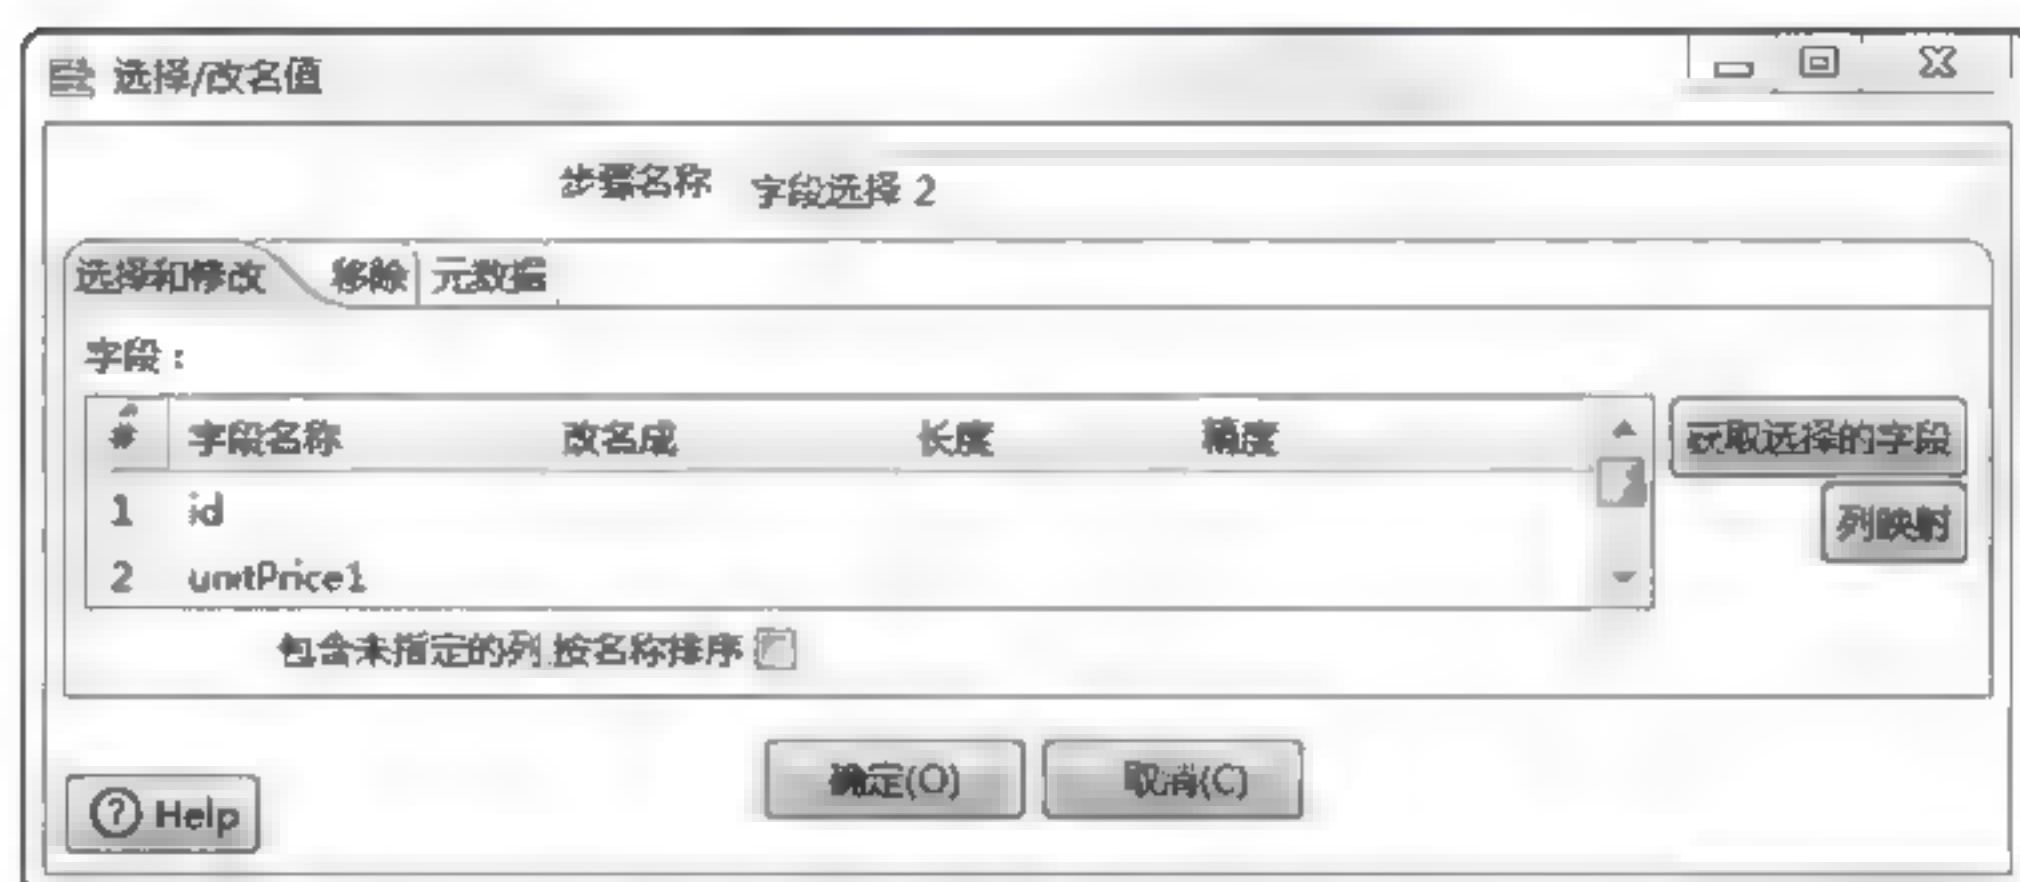 选择/改名值
步骤名称 字段选择 2
选择和修改 移除 元数据
字段：
# 字段名称 改名成 长度 精度
获取选择的字段
1 id
列映射
2 unitPrice1
包含未指定的列,按名称排序
确定(O) 取消(C)
Help